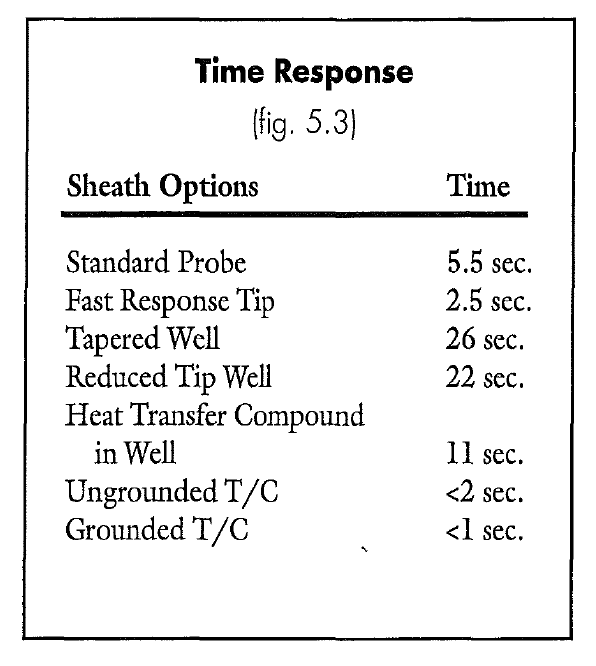 Time Response
(fig. 5.3)
Sheath Options Time
Standard Probe 5.5 sec.
Fast Response Tip 2.5 sec.
Tapered Well 26 sec.
Reduced Tip Well 22 sec.
Heat Transfer Compound
in Well 11 sec.
Ungrounded T/C <2 sec.
Grounded T/C <1 sec.